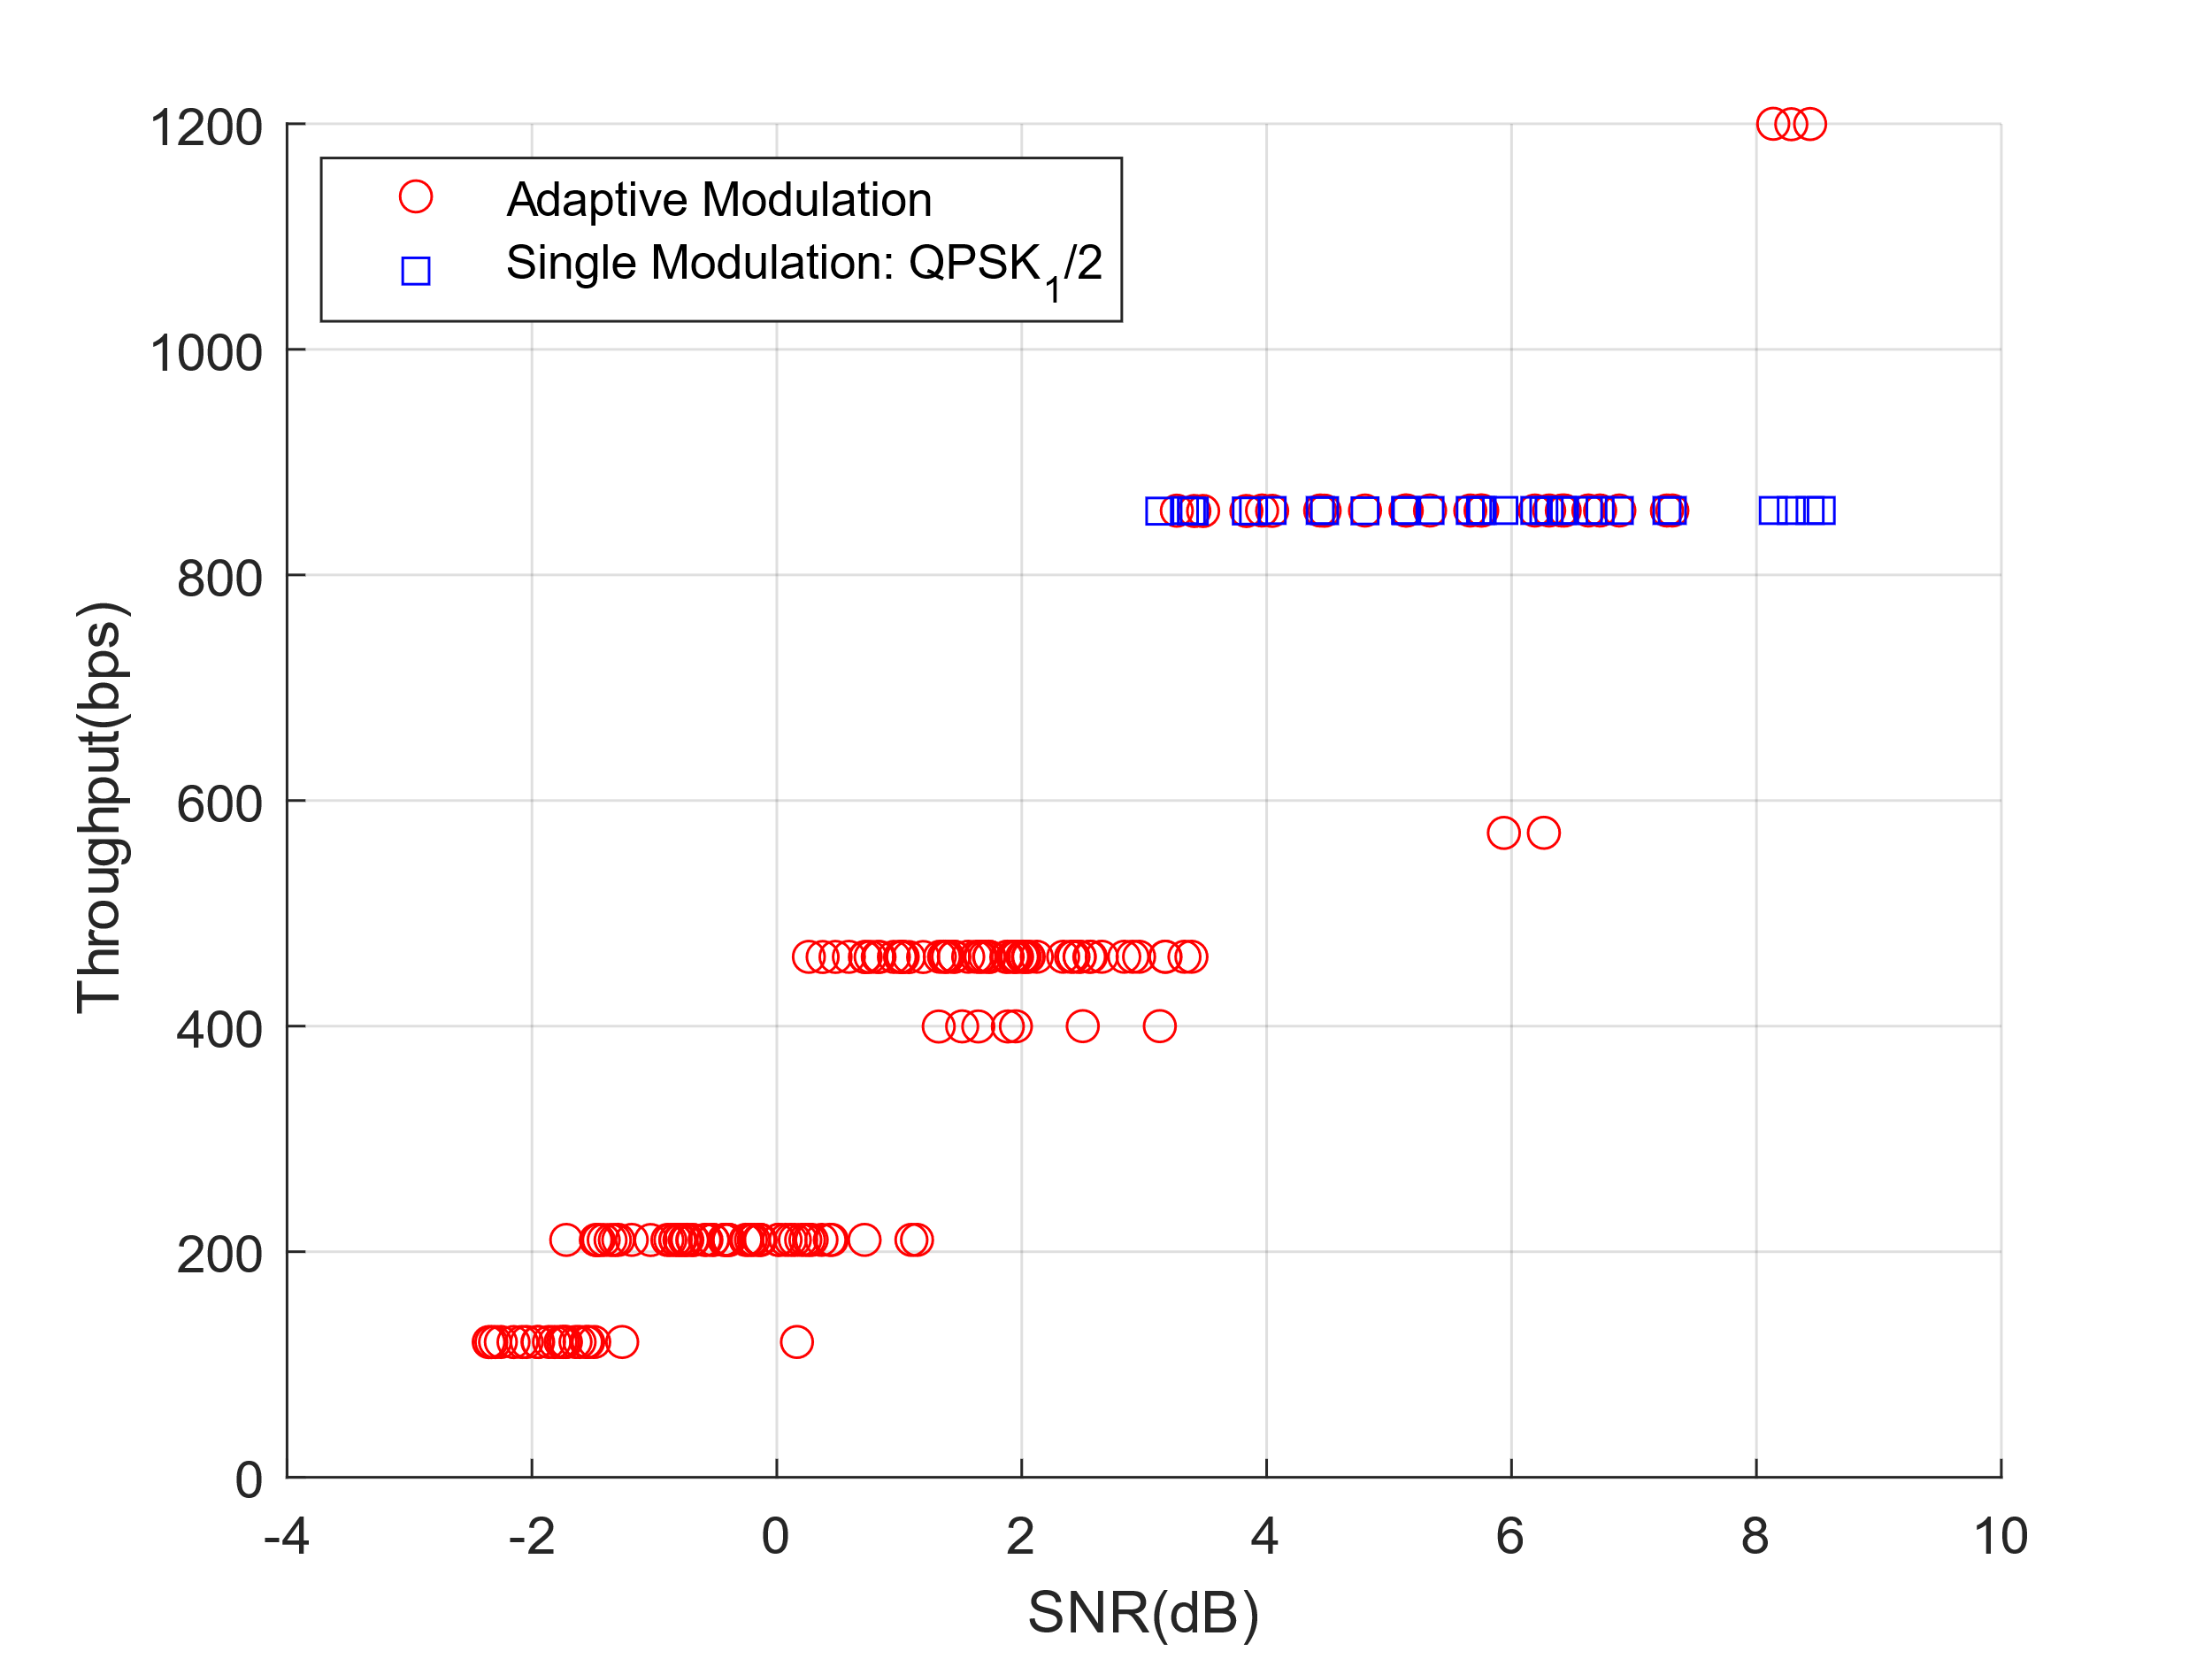 1200
1000
800
600
400
200
0
Throughput(bps)
Adaptive Modulation
Single Modulation: QPSK1/2
-4 -2 0 2 4 6 8 10
SNR(dB)